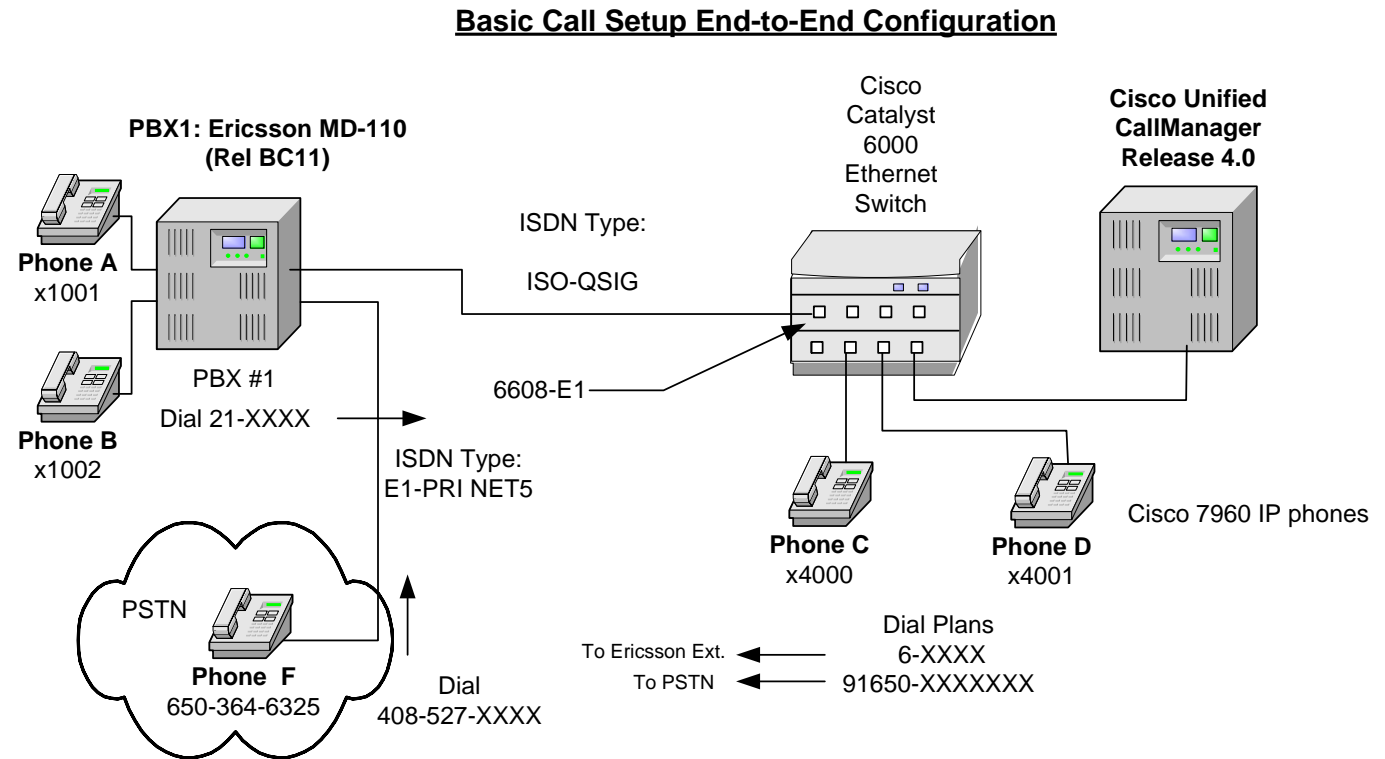 Basic Call Setup End-to-End Configuration
PBX1: Ericsson MD-110
(Rel BC11)
Cisco
Catalyst
6000
Ethernet
Switch
Cisco Unified
CallManager
Release 4.0
Phone A
x1001
ISDN Type:
ISO-QSIG
Phone B
x1002
PBX #1
Dial 21-XXXX
6608-E1
ISDN Type:
E1-PRI NET5
Phone C
x4000
Phone D
x4001
Cisco 7960 IP phones
PSTN
Phone F
650-364-6325
Dial
408-527-XXXX
Dial Plans
To Ericsson Ext.
6-XXXX
To PSTN
91650-XXXXXXX